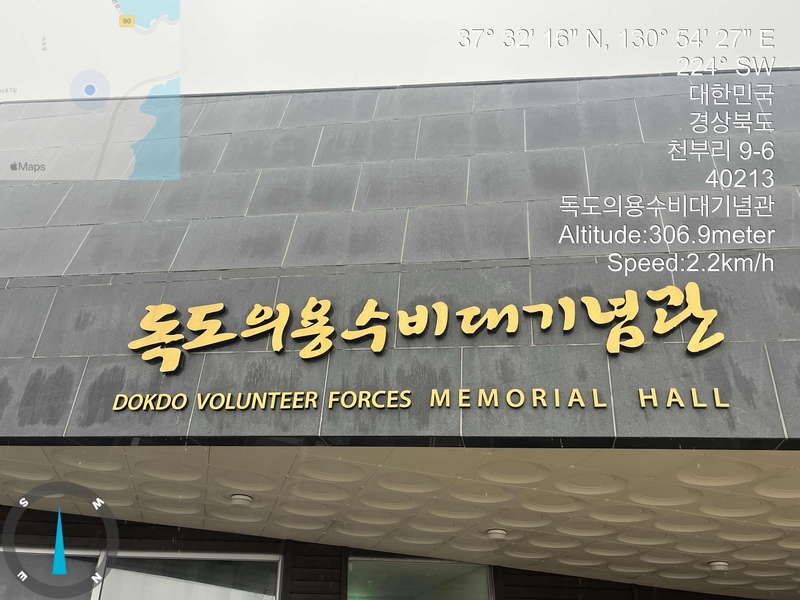 90
Maps
37° 32' 16" N, 130° 54' 27" E
224° SW
대한민국
경상북도
천부리 9-6
40213
독도의용수비대기념관
Altitude:306.9meter
Speed:2.2km/h
독도의용수비대기념관
DOKDO VOLUNTEER FORCES MEMORIAL HALL
S
W
E
N